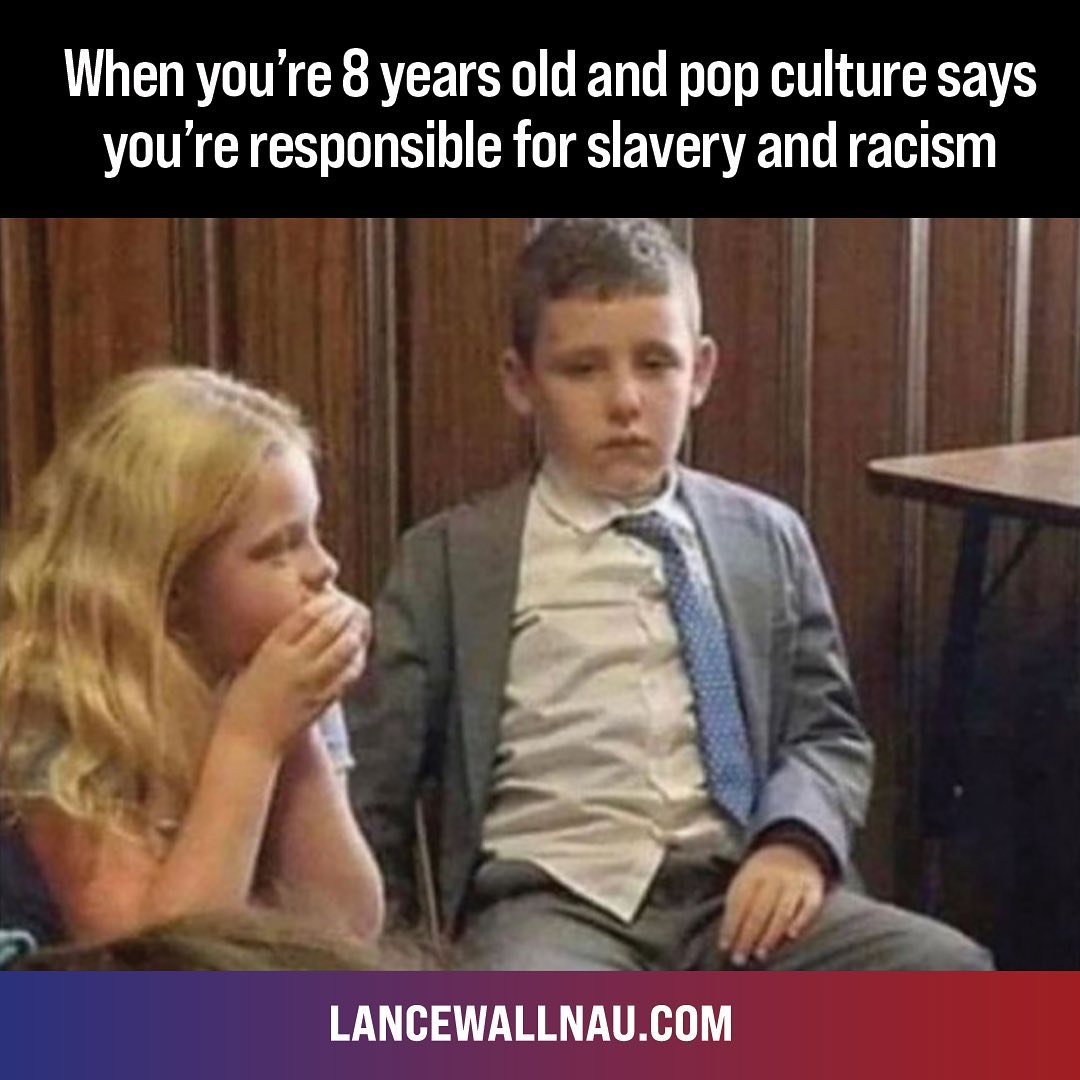 When you’re 8 years old and pop culture says
you’re responsible for slavery and racism
LANCEWALLNAU.COM